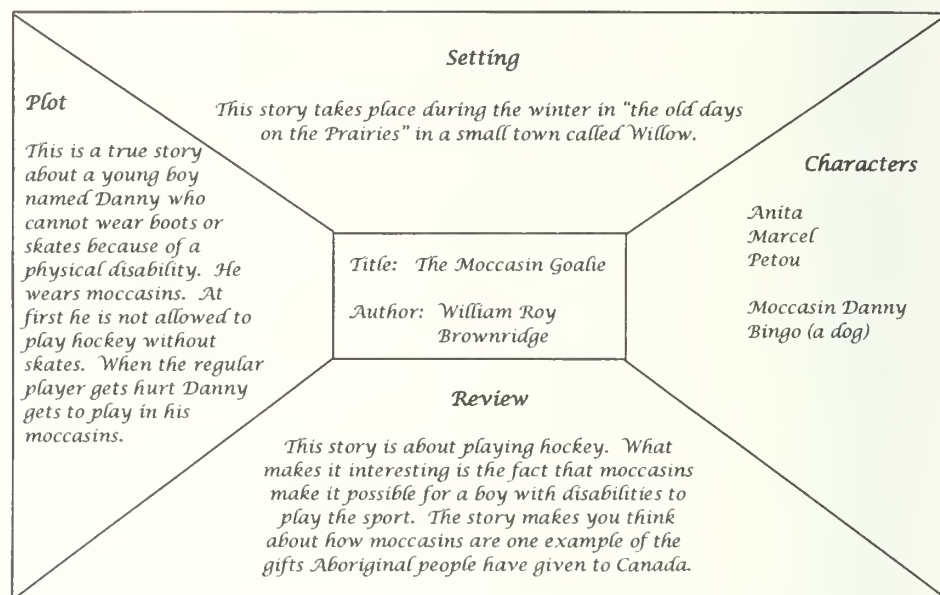 Setting
This story takes place during the winter in "the old days
on the Prairies" in a small town called Willow.
Plot
This is a true story
about a young boy
named Danny who
cannot wear boots or
skates because of a
physical disability. He
wears moccasins. At
first he is not allowed to
play hockey without
skates. When the regular
player gets hurt Danny
gets to play in his
moccasins.
Title: The Moccasin Goalie
Author: William Roy
Brownridge
Characters
Anita
Marcel
Petou
Moccasin Danny
Bingo (a dog)
Review
This story is about playing hockey. What
makes it interesting is the fact that moccasins
make it possible for a boy with disabilities to
play the sport. The story makes you think
about how moccasins are one example of the
gifts Aboriginal people have given to Canada.